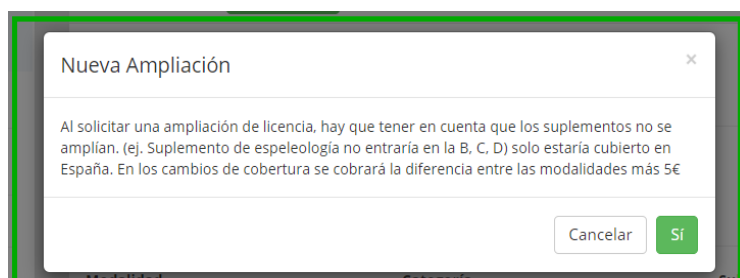 Nueva Ampliación
×
Al solicitar una ampliación de licencia, hay que tener en cuenta que los suplementos no se
amplían. (ej. Suplemento de espeleología no entraría en la B, C, D) solo estaría cubierto en
España. En los cambios de cobertura se cobrará la diferencia entre las modalidades más 5€
Cancelar
Sí
Modalidad
Categoría